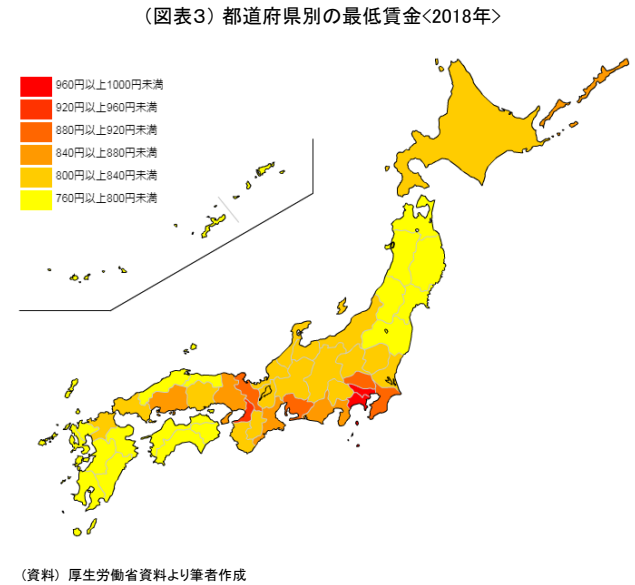 （図表３）都道府県別の最低賃金<2018年>
960円以上1000円未満
920円以上960円未満
880円以上920円未満
840円以上880円未満
800円以上840円未満
760円以上800円未満
（資料）厚生労働省資料より筆者作成